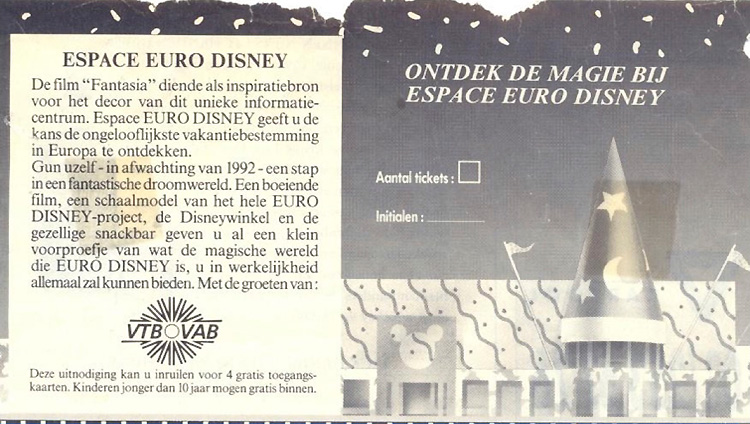 ESPACE EURO DISNEY
De film “Fantasia” diende als inspiratiebron
voor het decor van dit unieke informatie-
centrum. Espace EURO DISNEY geeft u de
kans de ongelooflijkste vakantiebestemming
in Europa te ontdekken.
Gun uzelf - in afwachting van 1992 - een stap
in een fantastische droomwereld. Een boeiende
film, een schaalmodel van het hele EURO
DISNEY-project, de Disneywinkel en de
gezellige snackbar geven u al een klein
voorproefje van wat de magische wereld
die EURO DISNEY is, u in werkelijkheid
allemaal zal kunnen bieden. Met de groeten van :
VTB VAB
Deze uitnodiging kan u inruilen voor 4 gratis toegangs-
kaarten. Kinderen jonger dan 10 jaar mogen gratis binnen.
ONTDEK DE MAGIE BIJ
ESPACE EURO DISNEY
Aantal tickets :
Initialen :